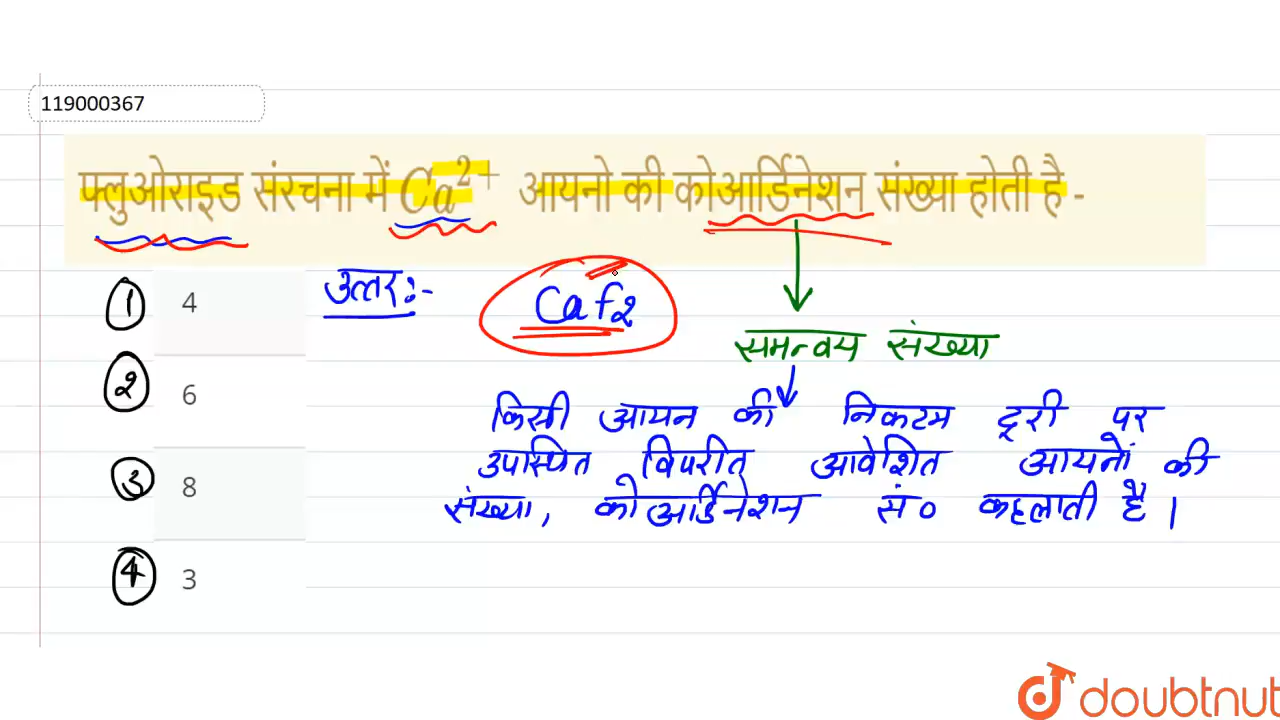 119000367
फ्लुओराइड संरचना में Ca²⁺ आयनो की कोआर्डिनेशन संख्या होती है -
① 4
उत्तर:-
CaF₂
समन्वय संख्या
② 6
किसी आयन की निकटम दूरी पर
उपस्थित विपरीत आवेशित आयनों की
③ 8
संख्या, कोआर्डिनेशन सं० कहलाती है।
④ 3
doubtnut